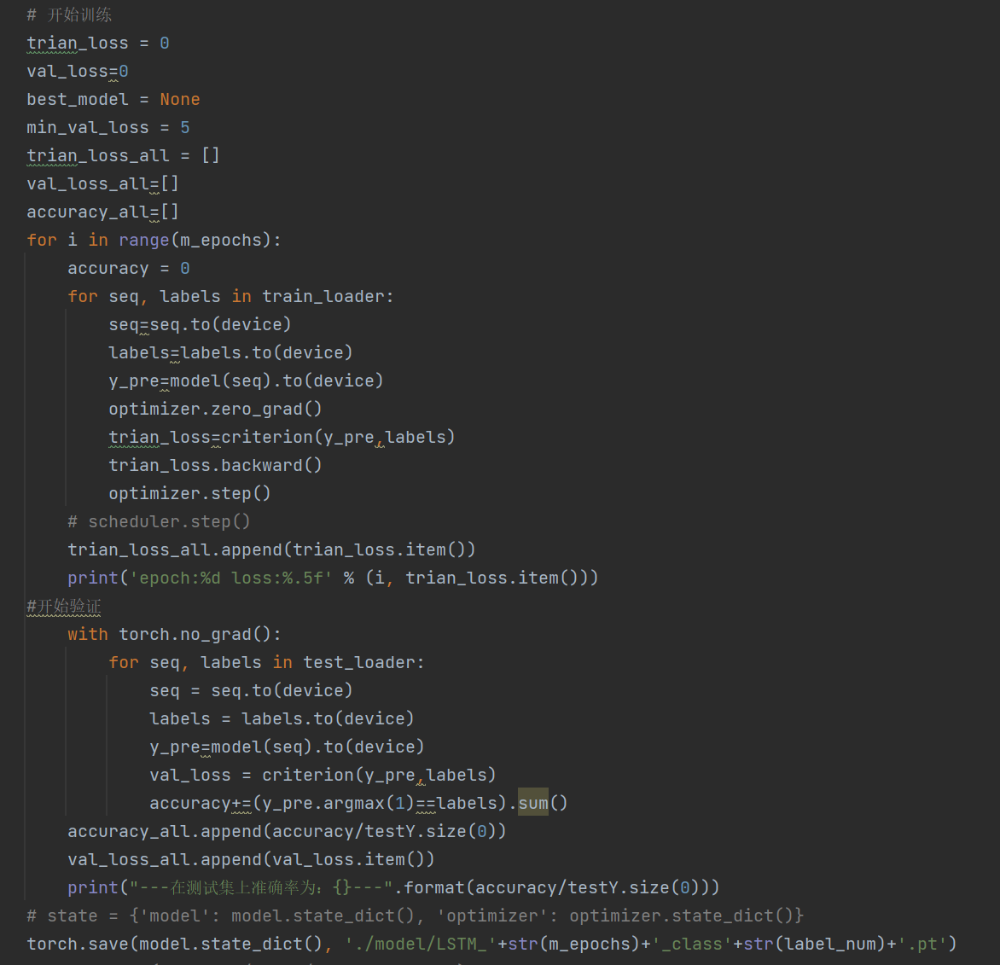 # 开始训练
trian_loss = 0
val_loss=0
best_model = None
min_val_loss = 5
trian_loss_all = []
val_loss_all=[]
accuracy_all=[]
for i in range(m_epochs):
    accuracy = 0
    for seq, labels in train_loader:
        seq=seq.to(device)
        labels=labels.to(device)
        y_pre=model(seq).to(device)
        optimizer.zero_grad()
        trian_loss=criterion(y_pre,labels)
        trian_loss.backward()
        optimizer.step()
    # scheduler.step()
    trian_loss_all.append(trian_loss.item())
    print('epoch:%d loss:%.5f' % (i, trian_loss.item()))
#开始验证
    with torch.no_grad():
        for seq, labels in test_loader:
            seq = seq.to(device)
            labels = labels.to(device)
            y_pre=model(seq).to(device)
            val_loss = criterion(y_pre,labels)
            accuracy+=(y_pre.argmax(1)==labels).sum()
    accuracy_all.append(accuracy/testY.size(0))
    val_loss_all.append(val_loss.item())
    print("---在测试集上准确率为：{}---".format(accuracy/testY.size(0)))
# state = {'model': model.state_dict(), 'optimizer': optimizer.state_dict()}
torch.save(model.state_dict(), './model/LSTM_'+str(m_epochs)+'_class'+str(label_num)+'.pt')